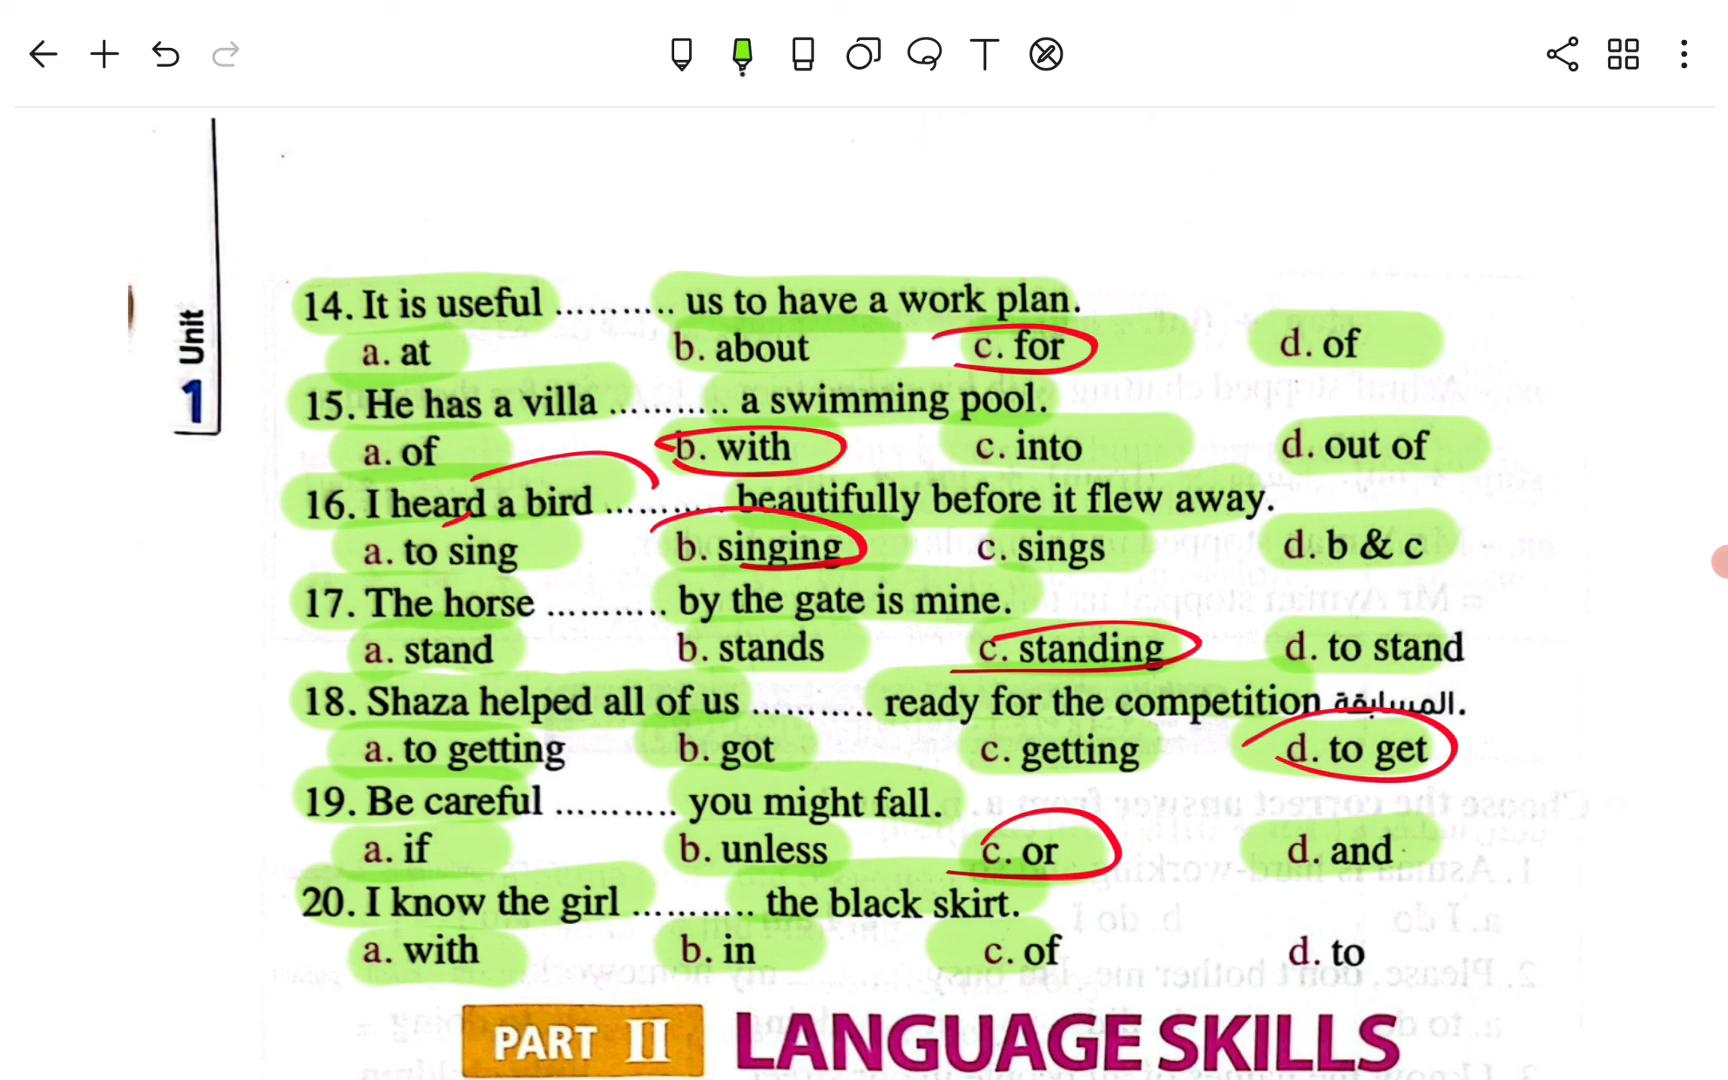 1 Unit
14. It is useful ........... us to have a work plan.
a. at b. about c. for d. of
15. He has a villa ........... a swimming pool.
a. of b. with c. into d. out of
16. I heard a bird ........... beautifully before it flew away.
a. to sing b. singing c. sings d. b & c
17. The horse ........... by the gate is mine.
a. stand b. stands c. standing d. to stand
18. Shaza helped all of us ........... ready for the competition المسابقة.
a. to getting b. got c. getting d. to get
19. Be careful ........... you might fall.
a. if b. unless c. or d. and
20. I know the girl ........... the black skirt.
a. with b. in c. of d. to
PART II LANGUAGE SKILLS